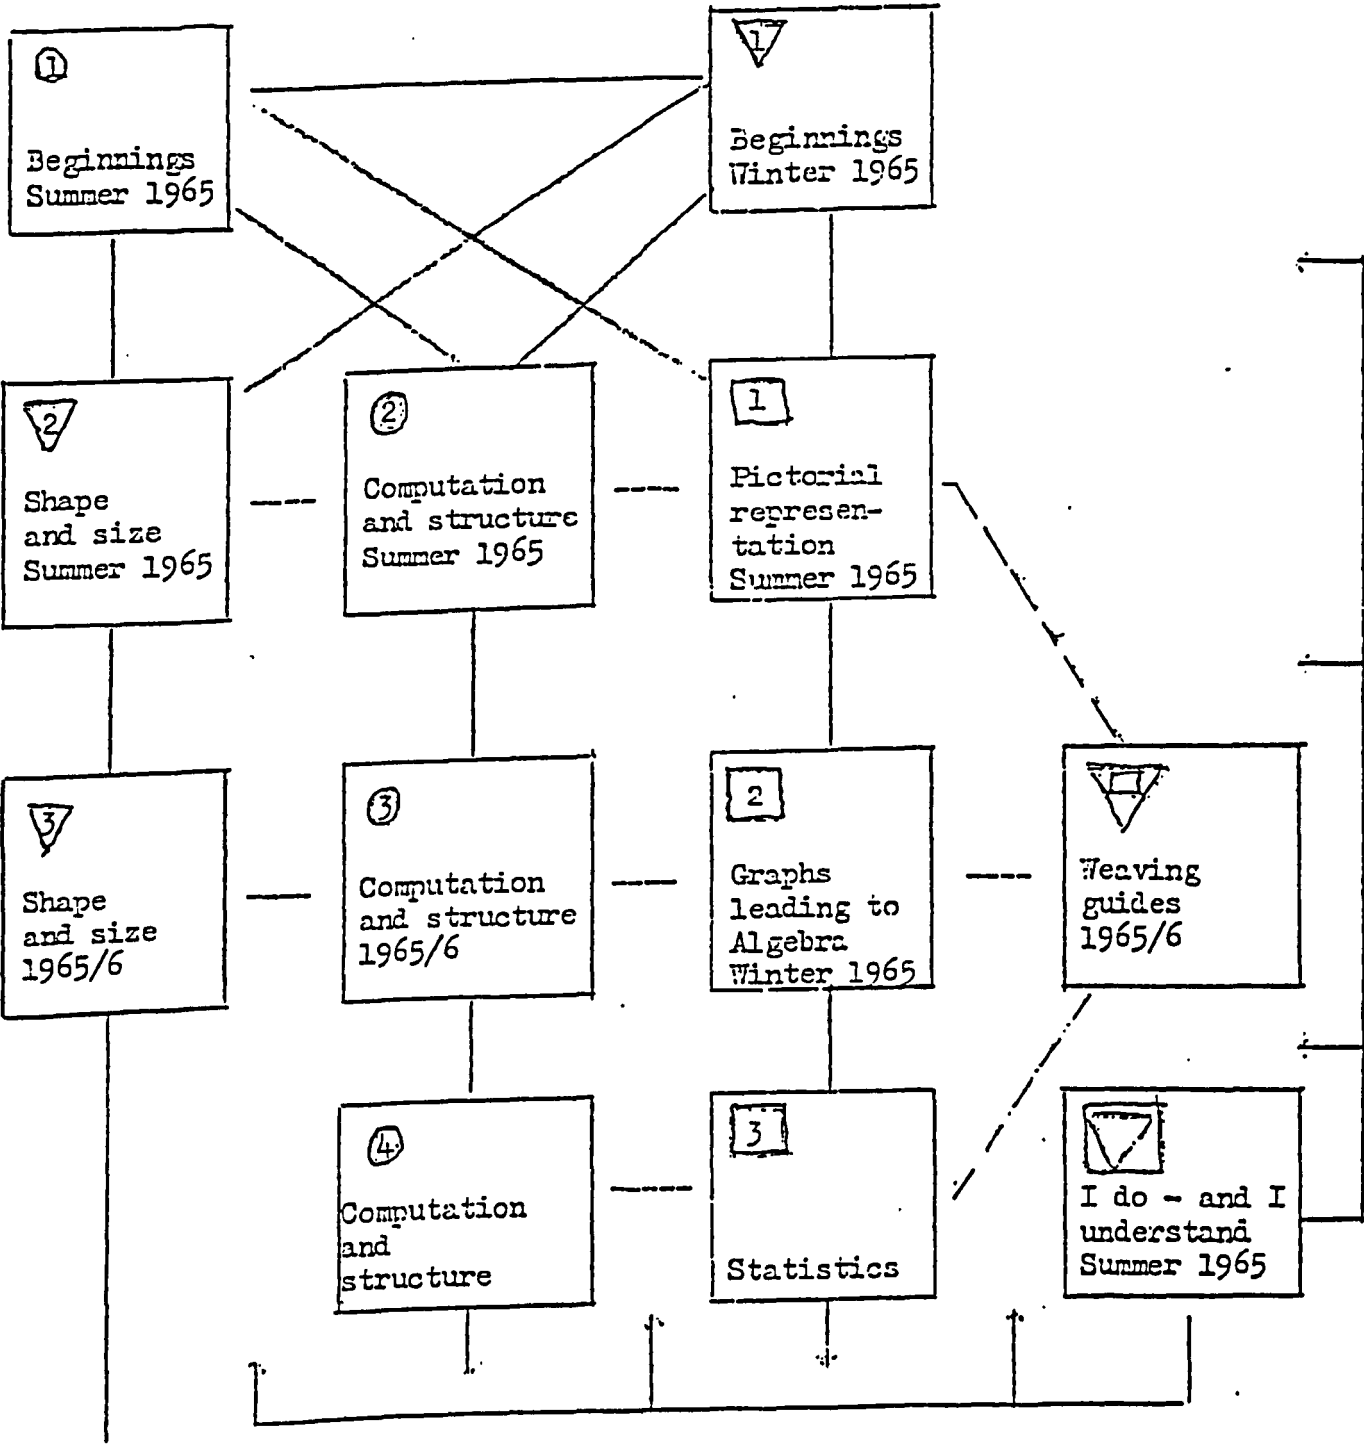 1
Beginnings
Summer 1965
1
Beginnings
Winter 1965
2
Shape
and size
Summer 1965
2
Computation
and structure
Summer 1965
1
Pictorial
represen-
tation
Summer 1965
3
Shape
and size
1965/6
3
Computation
and structure
1965/6
2
Graphs
leading to
Algebra
Winter 1965
Weaving
guides
1965/6
4
Computation
and
structure
3
Statistics
I do - and I
understand
Summer 1965